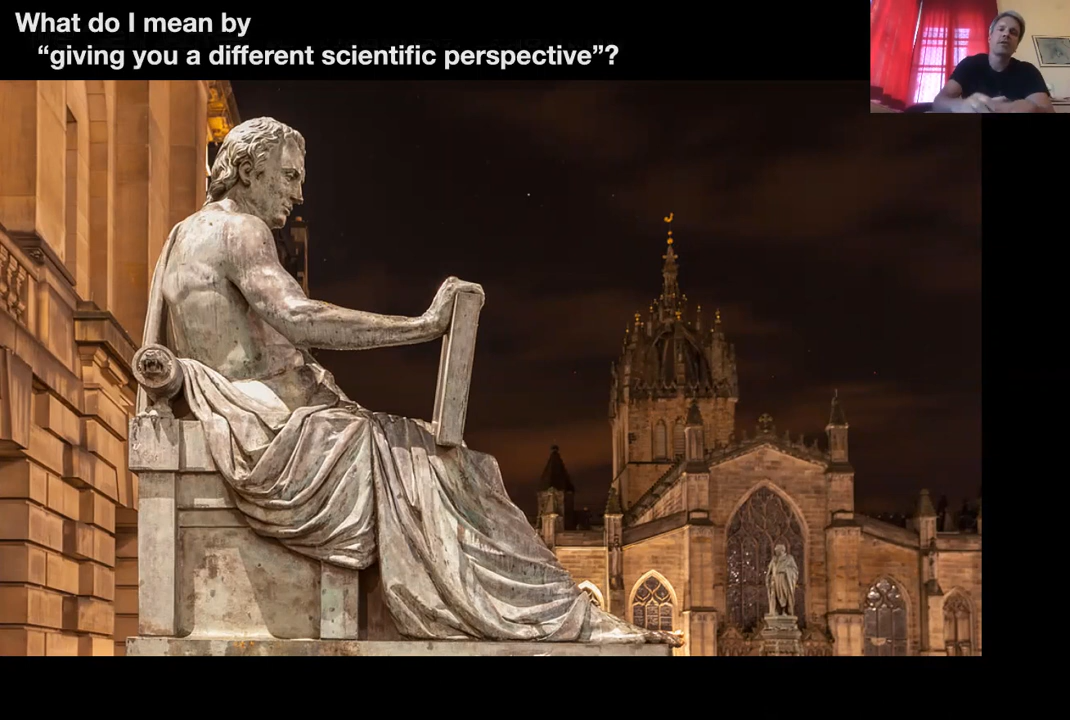 What do I mean by
“giving you a different scientific perspective”?